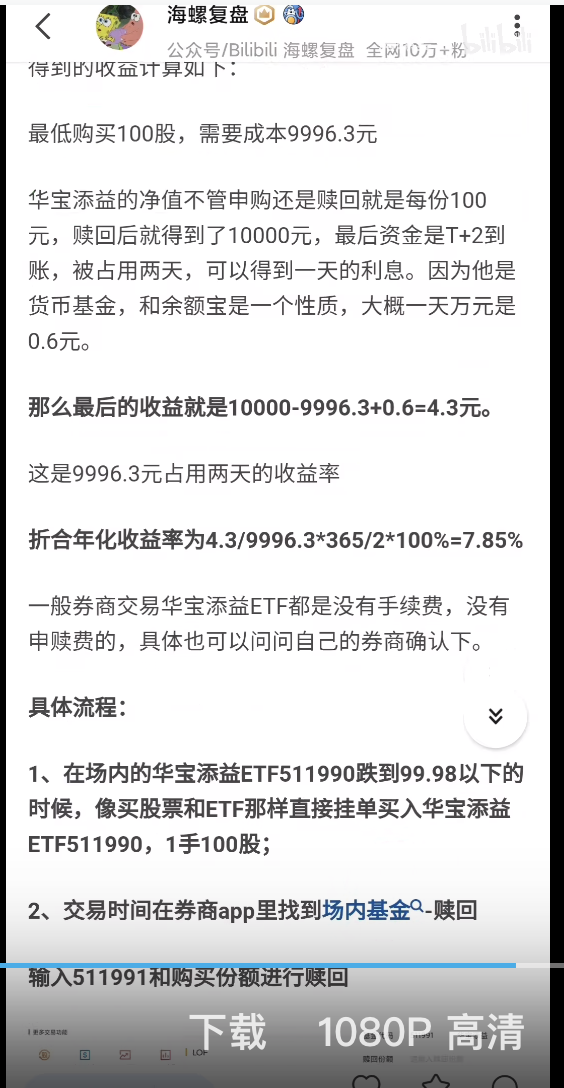 海螺复盘
公众号/Bilibili 海螺复盘 全网10万+粉
bilibili
得到的收益计算如下：
最低购买100股，需要成本9996.3元
华宝添益的净值不管申购还是赎回就是每份100
元，赎回后就得到了10000元，最后资金是T+2到
账，被占用两天，可以得到一天的利息。因为他是
货币基金，和余额宝是一个性质，大概一天万元是
0.6元。
那么最后的收益就是10000-9996.3+0.6=4.3元。
这是9996.3元占用两天的收益率
折合年化收益率为4.3/9996.3*365/2*100%=7.85%
一般券商交易华宝添益ETF都是没有手续费，没有
申赎费的，具体也可以问问自己的券商确认下。
具体流程：
1、在场内的华宝添益ETF511990跌到99.98以下的
时候，像买股票和ETF那样直接挂单买入华宝添益
ETF511990，1手100股；
2、交易时间在券商app里找到场内基金-赎回
输入511991和购买份额进行赎回
更多交易功能
下载 1080P 高清
LOF
赎回份额